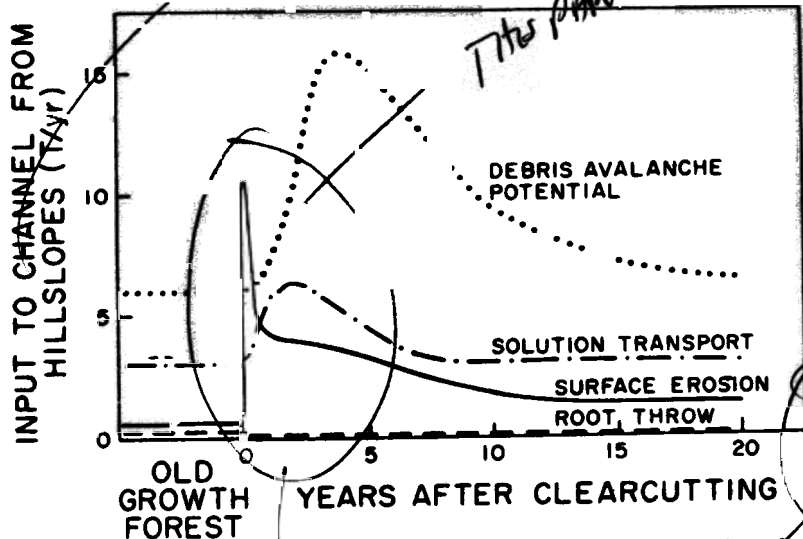 INPUT TO CHANNEL FROM
HILLSLOPES (T/yr)
15
10
5
0
DEBRIS AVALANCHE
POTENTIAL
SOLUTION TRANSPORT
SURFACE EROSION
ROOT THROW
0
5
10
15
20
OLD
GROWTH
FOREST
YEARS AFTER CLEARCUTTING